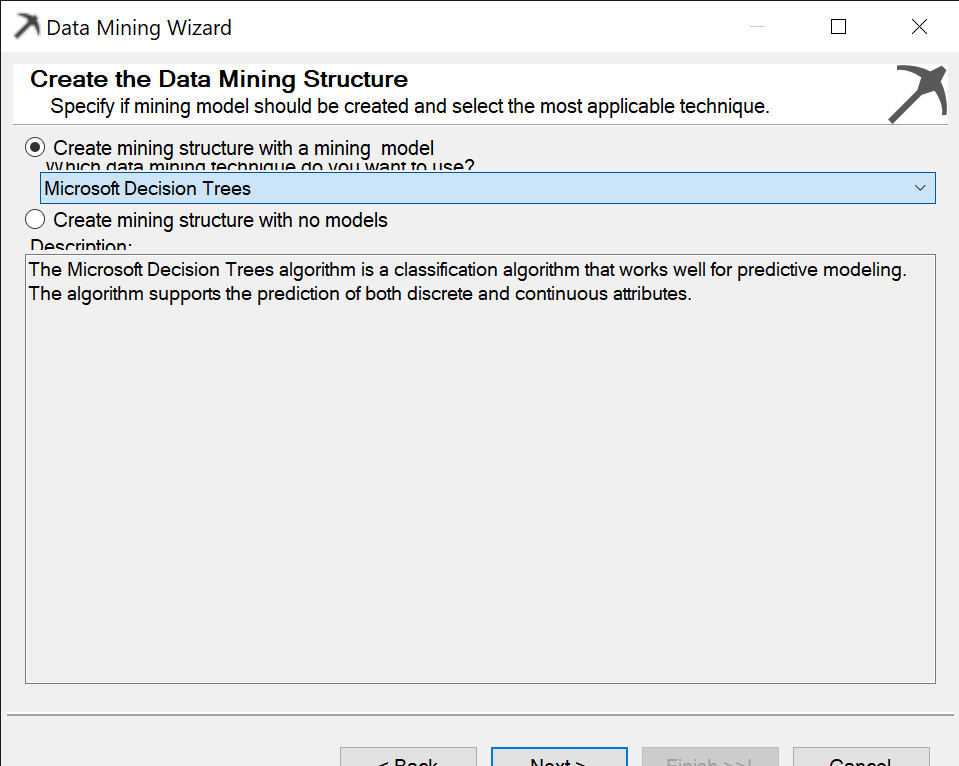 Data Mining Wizard
Create the Data Mining Structure
Specify if mining model should be created and select the most applicable technique.
Create mining structure with a mining  model
Which data mining technique do you want to use?
Microsoft Decision Trees
Create mining structure with no models
Description:
The Microsoft Decision Trees algorithm is a classification algorithm that works well for predictive modeling.
The algorithm supports the prediction of both discrete and continuous attributes.
< Back
Next >
Finish >>|
Cancel